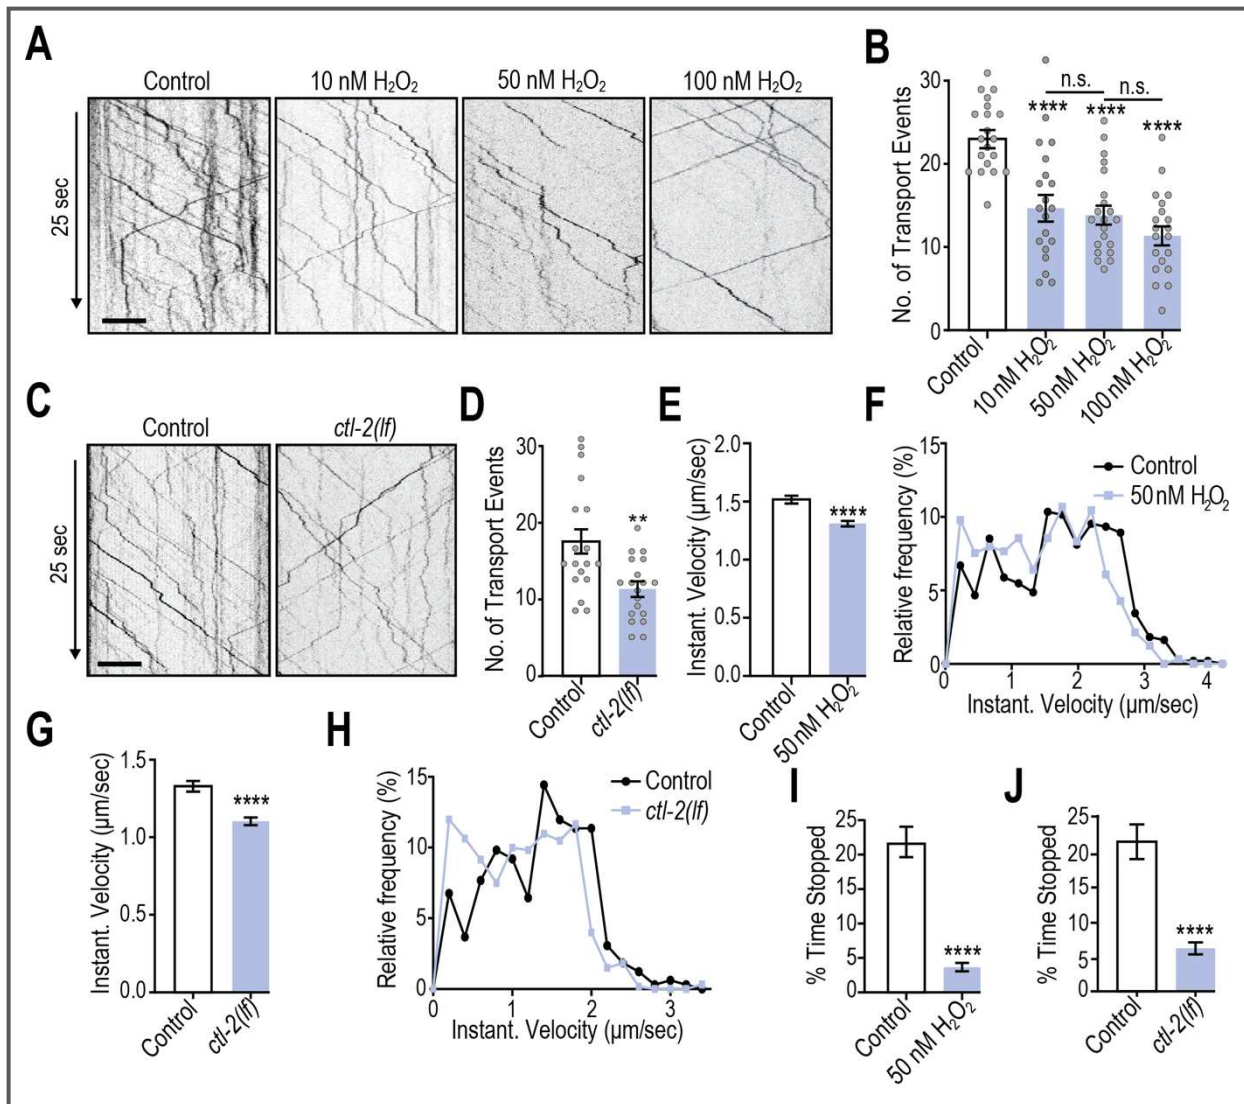 A
Control
10 nM H₂O₂
50 nM H₂O₂
100 nM H₂O₂
25 sec
B
No. of Transport Events
30
20
10
0
n.s.
n.s.
****
****
****
Control
10 nM H₂O₂
50 nM H₂O₂
100 nM H₂O₂
C
Control
ctl-2(lf)
25 sec
D
No. of Transport Events
30
20
10
0
**
Control
ctl-2(lf)
E
Instant. Velocity (µm/sec)
2.0
1.5
1.0
0.5
0.0
****
Control
50 nM H₂O₂
F
Relative frequency (%)
15
10
5
0
Control
50 nM H₂O₂
0 1 2 3 4
Instant. Velocity (µm/sec)
G
Instant. Velocity (µm/sec)
1.5
1.0
0.5
0.0
****
Control
ctl-2(lf)
H
Relative frequency (%)
15
10
5
0
Control
ctl-2(lf)
0 1 2 3
Instant. Velocity (µm/sec)
I
% Time Stopped
25
20
15
10
5
0
****
Control
50 nM H₂O₂
J
% Time Stopped
25
20
15
10
5
0
****
Control
ctl-2(lf)